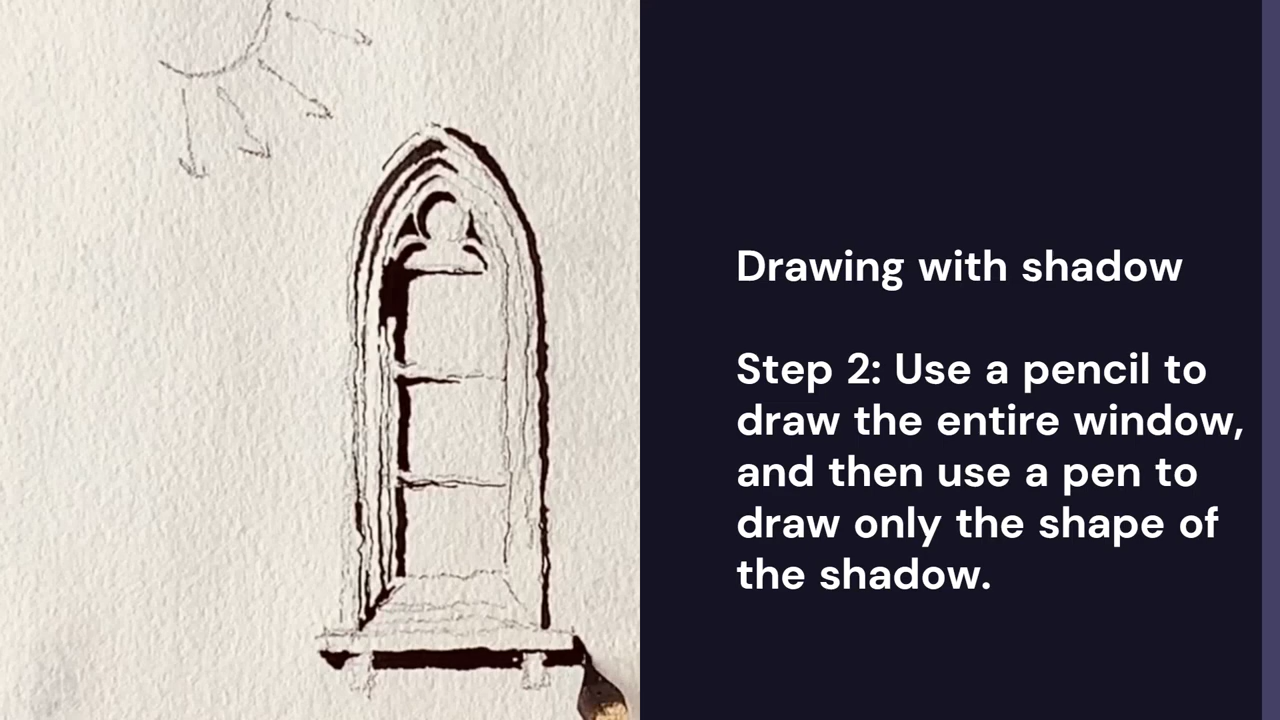 Drawing with shadow
Step 2: Use a pencil to
draw the entire window,
and then use a pen to
draw only the shape of
the shadow.